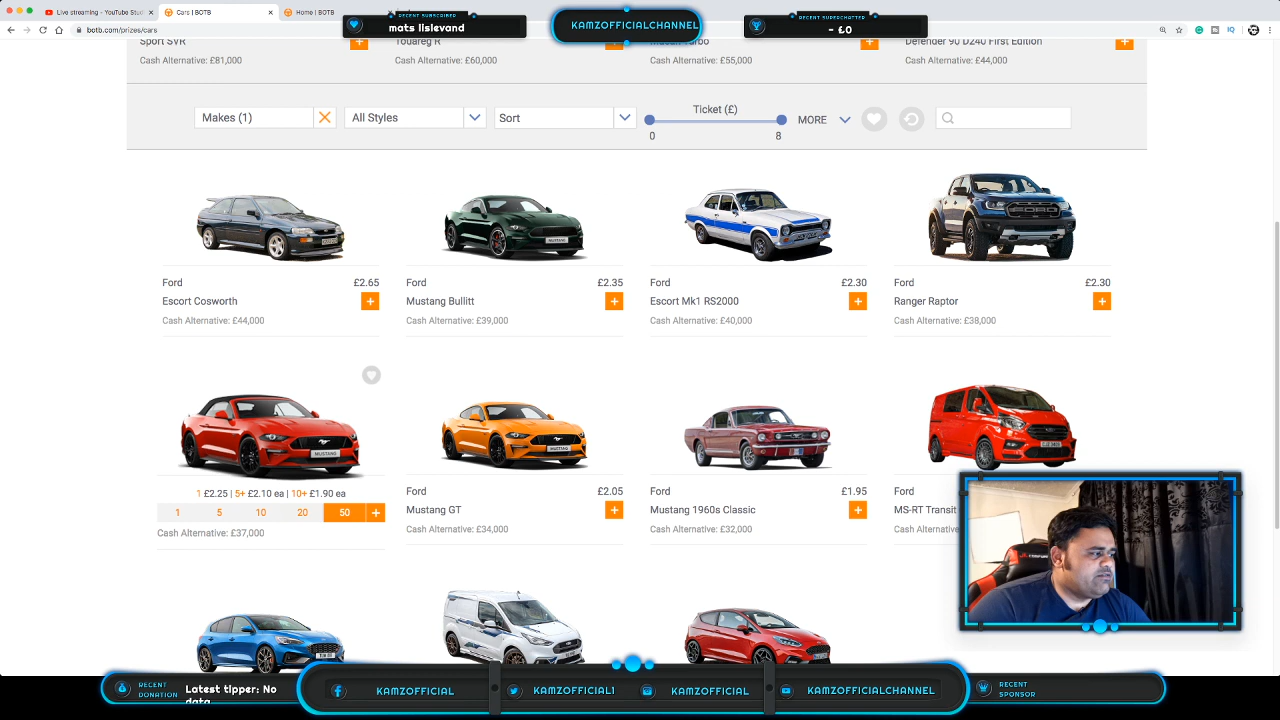 Live streaming - YouTube Stud
Cars | BOTB
Home | BOTB
botb.com/prizes/cars
RECENT SUBSCRIBER
mats lislevand
KAMZOFFICIALCHANNEL
RECENT SUPERCHATTER
- £0
Sport SVR
Touareg R
Macan Turbo
Defender 90 D240 First Edition
Cash Alternative: £81,000
Cash Alternative: £60,000
Cash Alternative: £55,000
Cash Alternative: £44,000
Makes (1)
All Styles
Sort
Ticket (£)
0
8
MORE
Ford £2.65
Escort Cosworth
Cash Alternative: £44,000
Ford £2.35
Mustang Bullitt
Cash Alternative: £39,000
Ford £2.30
Escort Mk1 RS2000
Cash Alternative: £40,000
Ford £2.30
Ranger Raptor
Cash Alternative: £38,000
1 £2.25 | 5+ £2.10 ea | 10+ £1.90 ea
1 5 10 20 50 +
Cash Alternative: £37,000
Ford £2.05
Mustang GT
Cash Alternative: £34,000
Ford £1.95
Mustang 1960s Classic
Cash Alternative: £32,000
Ford
MS-RT Transit
Cash Alternative:
RECENT DONATION
Latest tipper: No data
KAMZOFFICIAL
KAMZOFFICIAL1
KAMZOFFICIAL
KAMZOFFICIALCHANNEL
RECENT SPONSOR